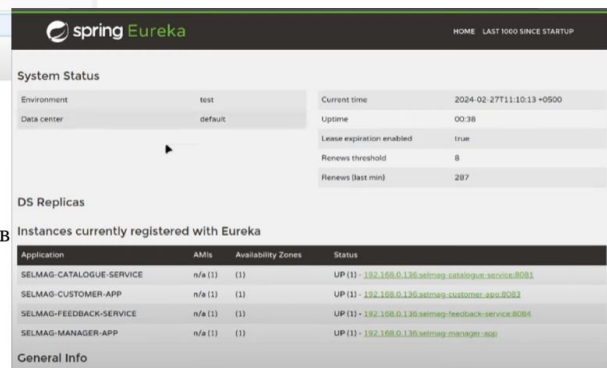 spring Eureka
HOME LAST 1000 SINCE STARTUP
System Status
Environment test
Data center default
Current time 2024-02-27T11:10:13 +0500
Uptime 00:38
Lease expiration enabled true
Renews threshold 8
Renews (last min) 287
DS Replicas
в
Instances currently registered with Eureka
Application AMIs Availability Zones Status
SELMAG-CATALOGUE-SERVICE n/a (1) (1) UP (1) - 192.168.0.136:selmag-catalogue-service:8081
SELMAG-CUSTOMER-APP n/a (1) (1) UP (1) - 192.168.0.136:selmag-customer-app:8083
SELMAG-FEEDBACK-SERVICE n/a (1) (1) UP (1) - 192.168.0.136:selmag-feedback-service:8084
SELMAG-MANAGER-APP n/a (1) (1) UP (1) - 192.168.0.136:selmag-manager-app
General Info